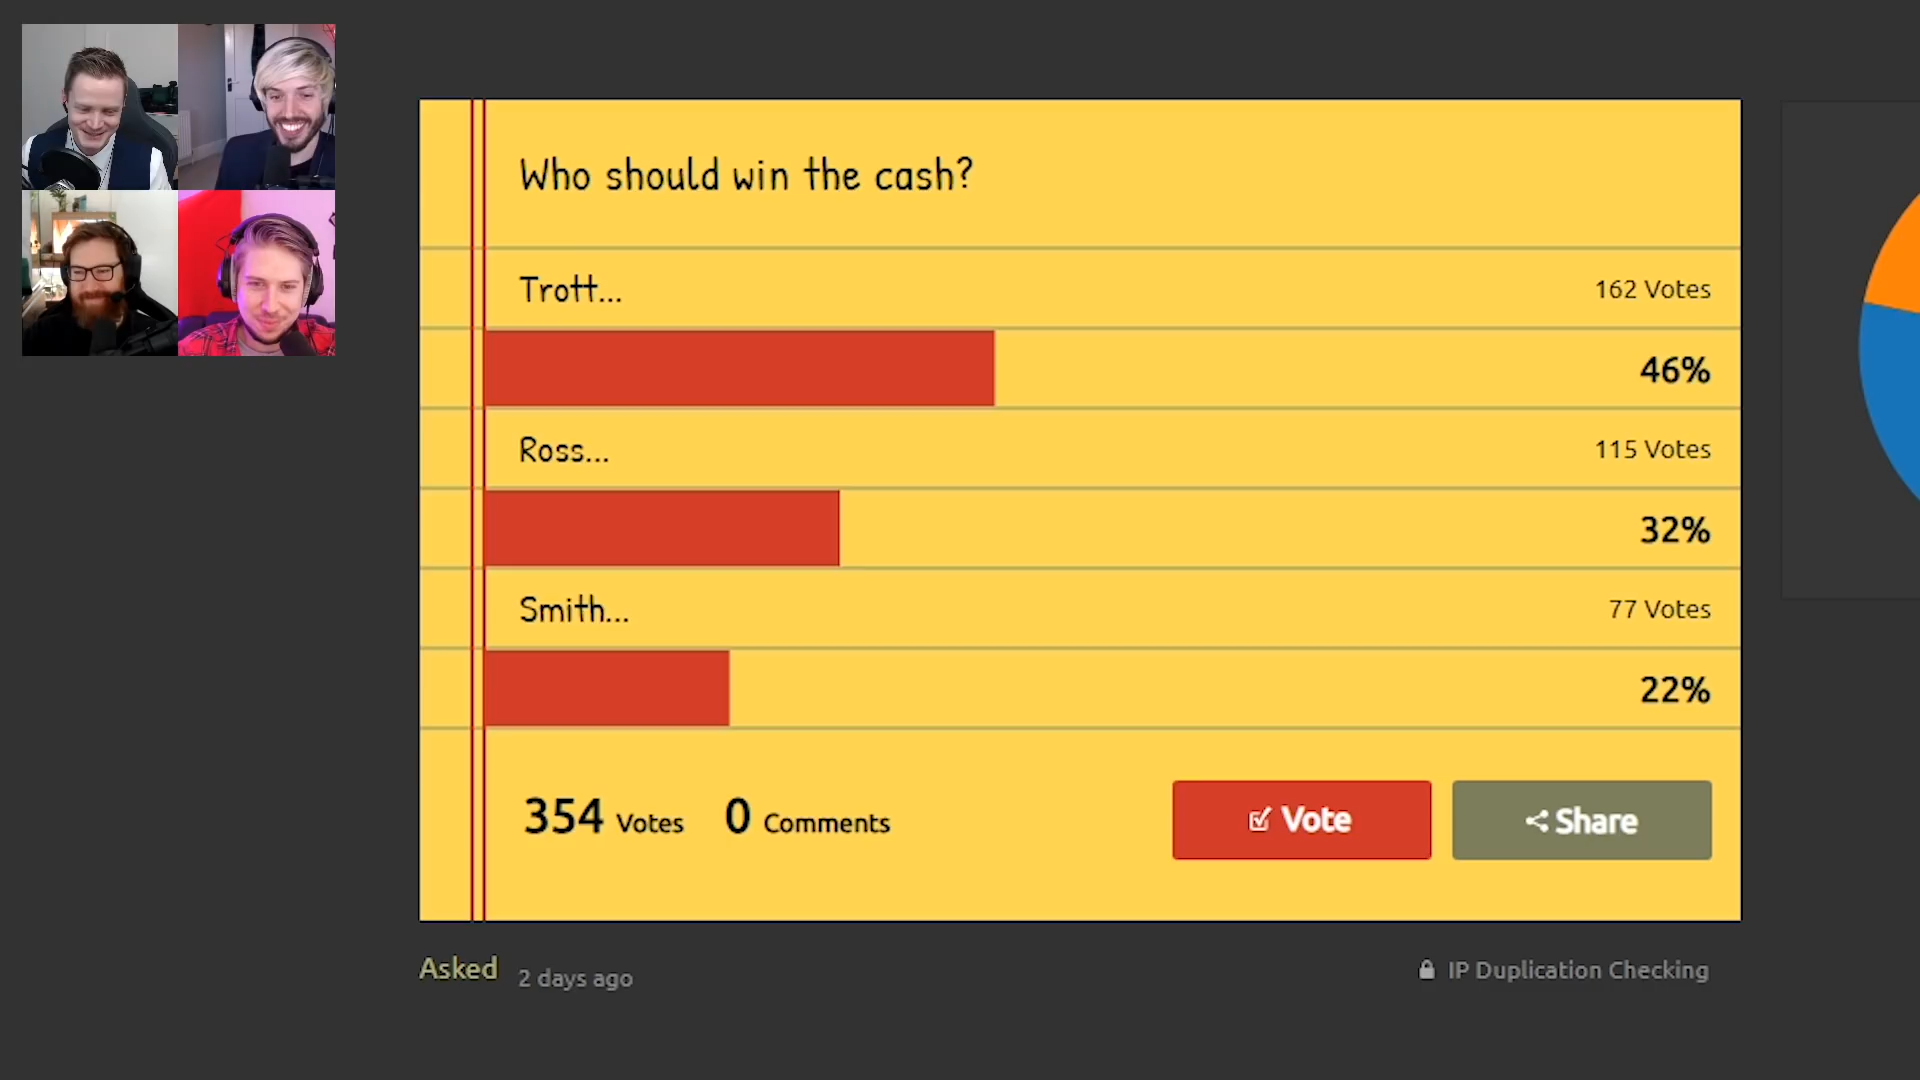 Who should win the cash?
Trott... 162 Votes
46%
Ross... 115 Votes
32%
Smith... 77 Votes
22%
354 Votes 0 Comments Vote Share
Asked 2 days ago IP Duplication Checking